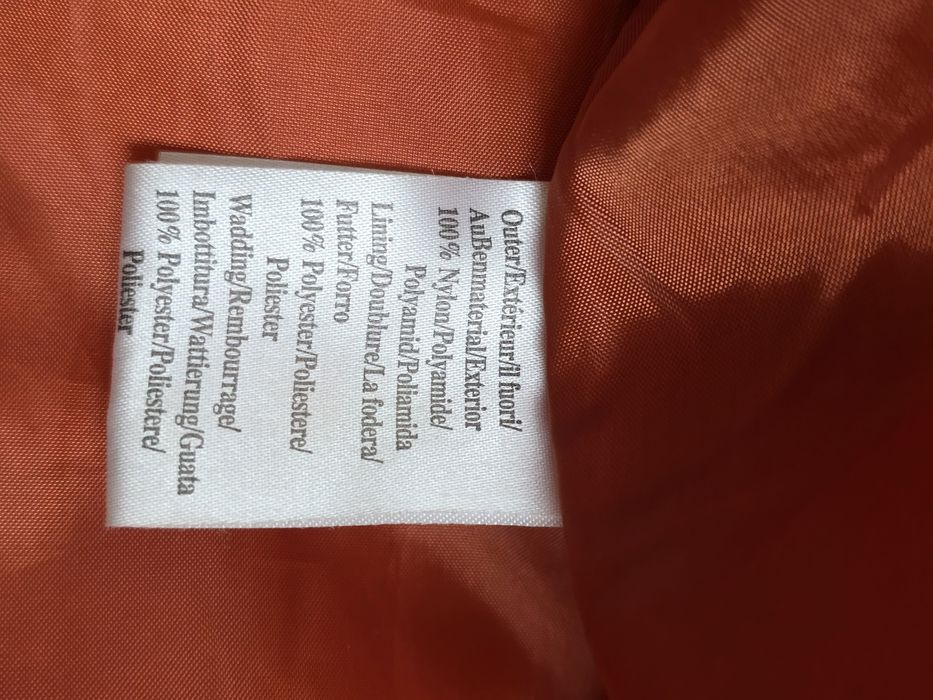 Outer/Extérieur/il fuori/
AuBenmaterial/Exterior
100% Nylon/Polyamide/
Polyamid/Poliamida
Lining/Doublure/La fodera/
Futter/Forro
100% Polyester/Poliestere/
Poliester
Wadding/Rembourrage/
Imbottitura/Wattierung/Guata
100% Polyester/Poliestere/
Poliester